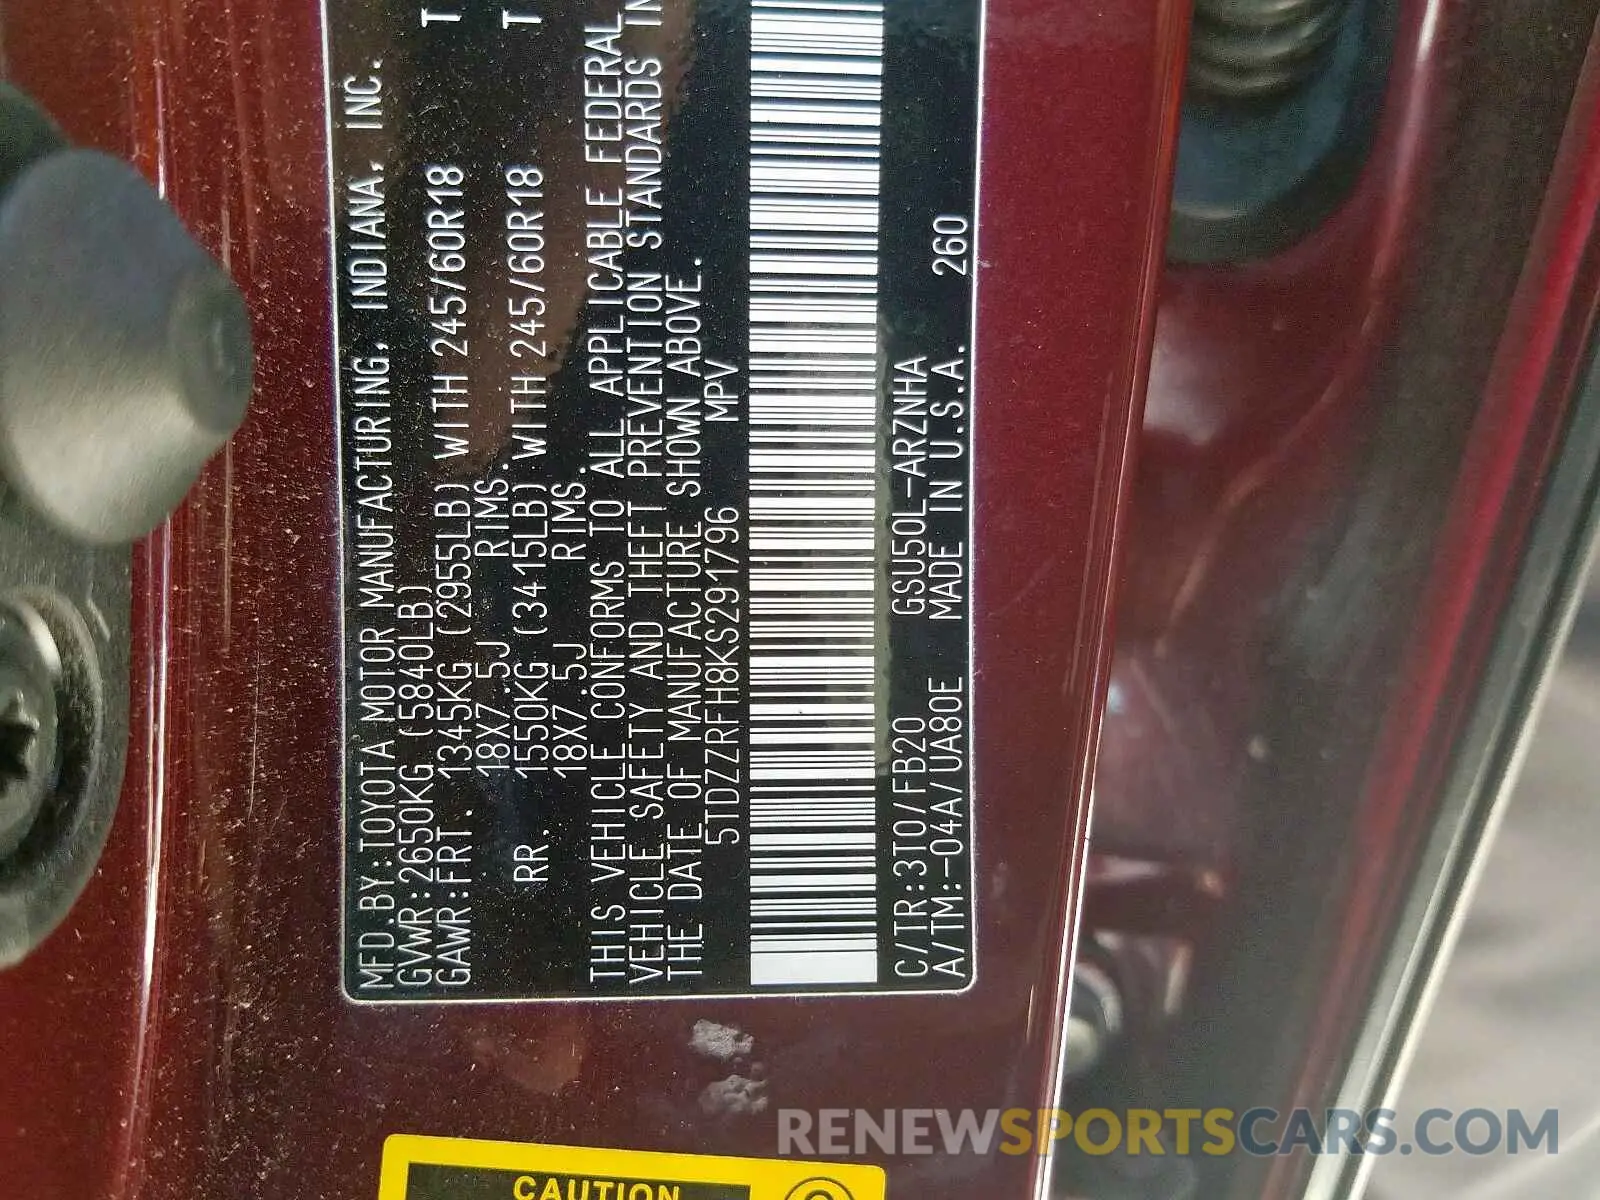 MFD.BY:TOYOTA MOTOR MANUFACTURING, INDIANA, INC.
GVWR:2650KG (5840LB)
GAWR:FRT. 1345KG (2955LB) WITH 245/60R18 T
18X7.5J RIMS.
RR. 1550KG (3415LB) WITH 245/60R18 T
18X7.5J RIMS.
THIS VEHICLE CONFORMS TO ALL APPLICABLE FEDERAL
VEHICLE SAFETY AND THEFT PREVENTION STANDARDS IN
THE DATE OF MANUFACTURE SHOWN ABOVE.
5TDZZRFH8KS291796 MPV
C/TR:3T0/FB20 GSU50L-ARZNHA
A/TM:-04A/UA80E MADE IN U.S.A. 260
CAUTION
RENEWSPORTSCARS.COM